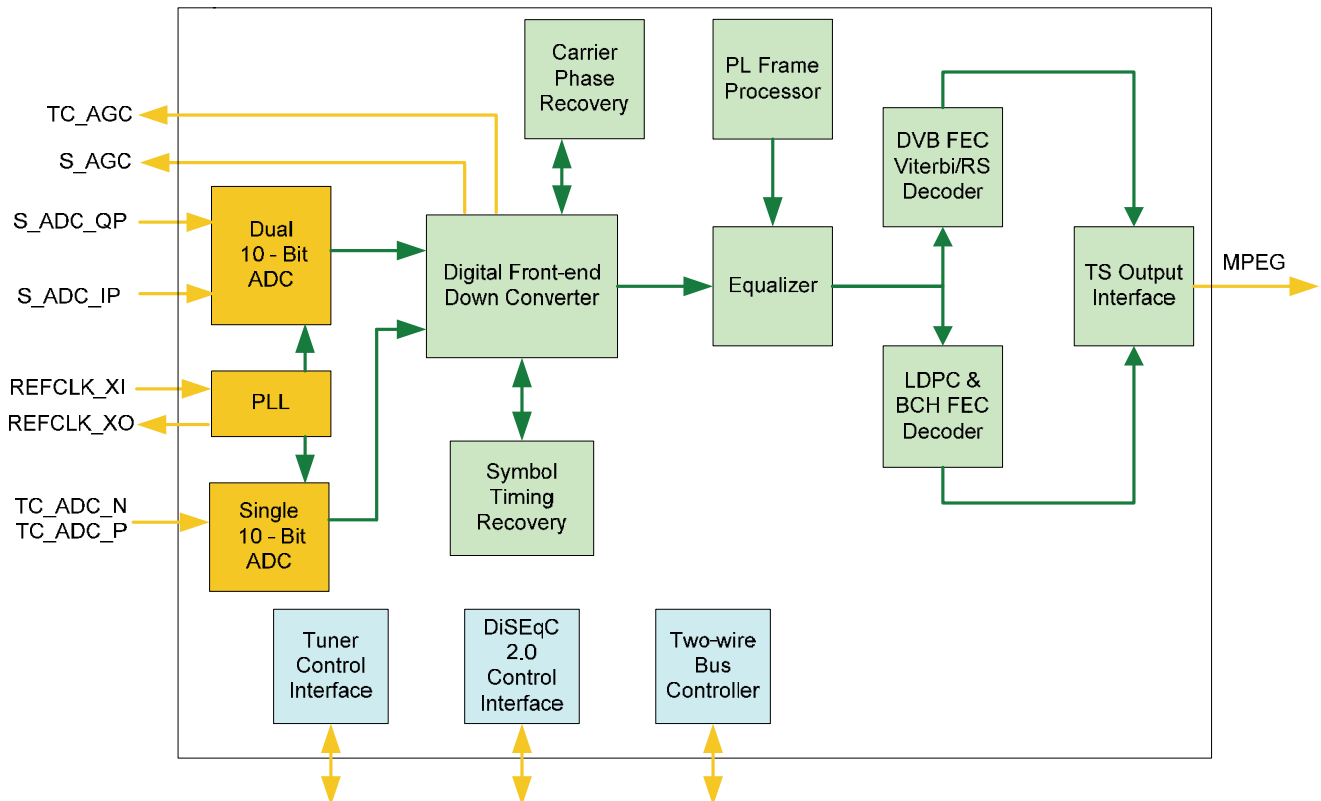 Carrier
Phase
Recovery
PL Frame
Processor
TC_AGC
S_AGC
DVB FEC
Viterbi/RS
Decoder
S_ADC_QP
Dual
10 - Bit
ADC
S_ADC_IP
Digital Front-end
Down Converter
Equalizer
TS Output
Interface
MPEG
REFCLK_XI
REFCLK_XO
PLL
LDPC &
BCH FEC
Decoder
TC_ADC_N
TC_ADC_P
Single
10 - Bit
ADC
Symbol
Timing
Recovery
Tuner
Control
Interface
DiSEqC
2.0
Control
Interface
Two-wire
Bus
Controller